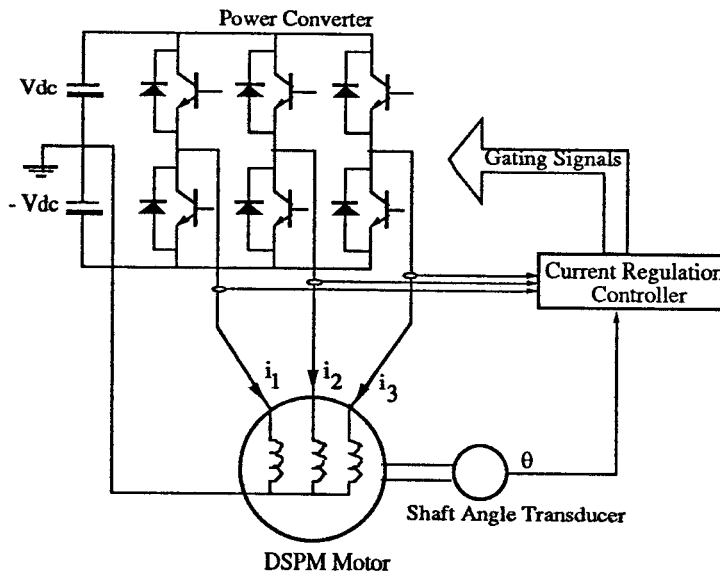 Power Converter
Vdc
- Vdc
Gating Signals
Current Regulation
Controller
i1
i2
i3
θ
Shaft Angle Transducer
DSPM Motor